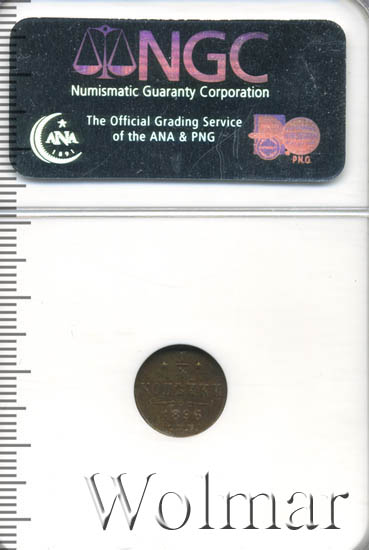 NGC
Numismatic Guaranty Corporation
The Official Grading Service
of the ANA & PNG
ANA
1891
P.N.G.
КОПѢЙКИ
1896
Wolmar